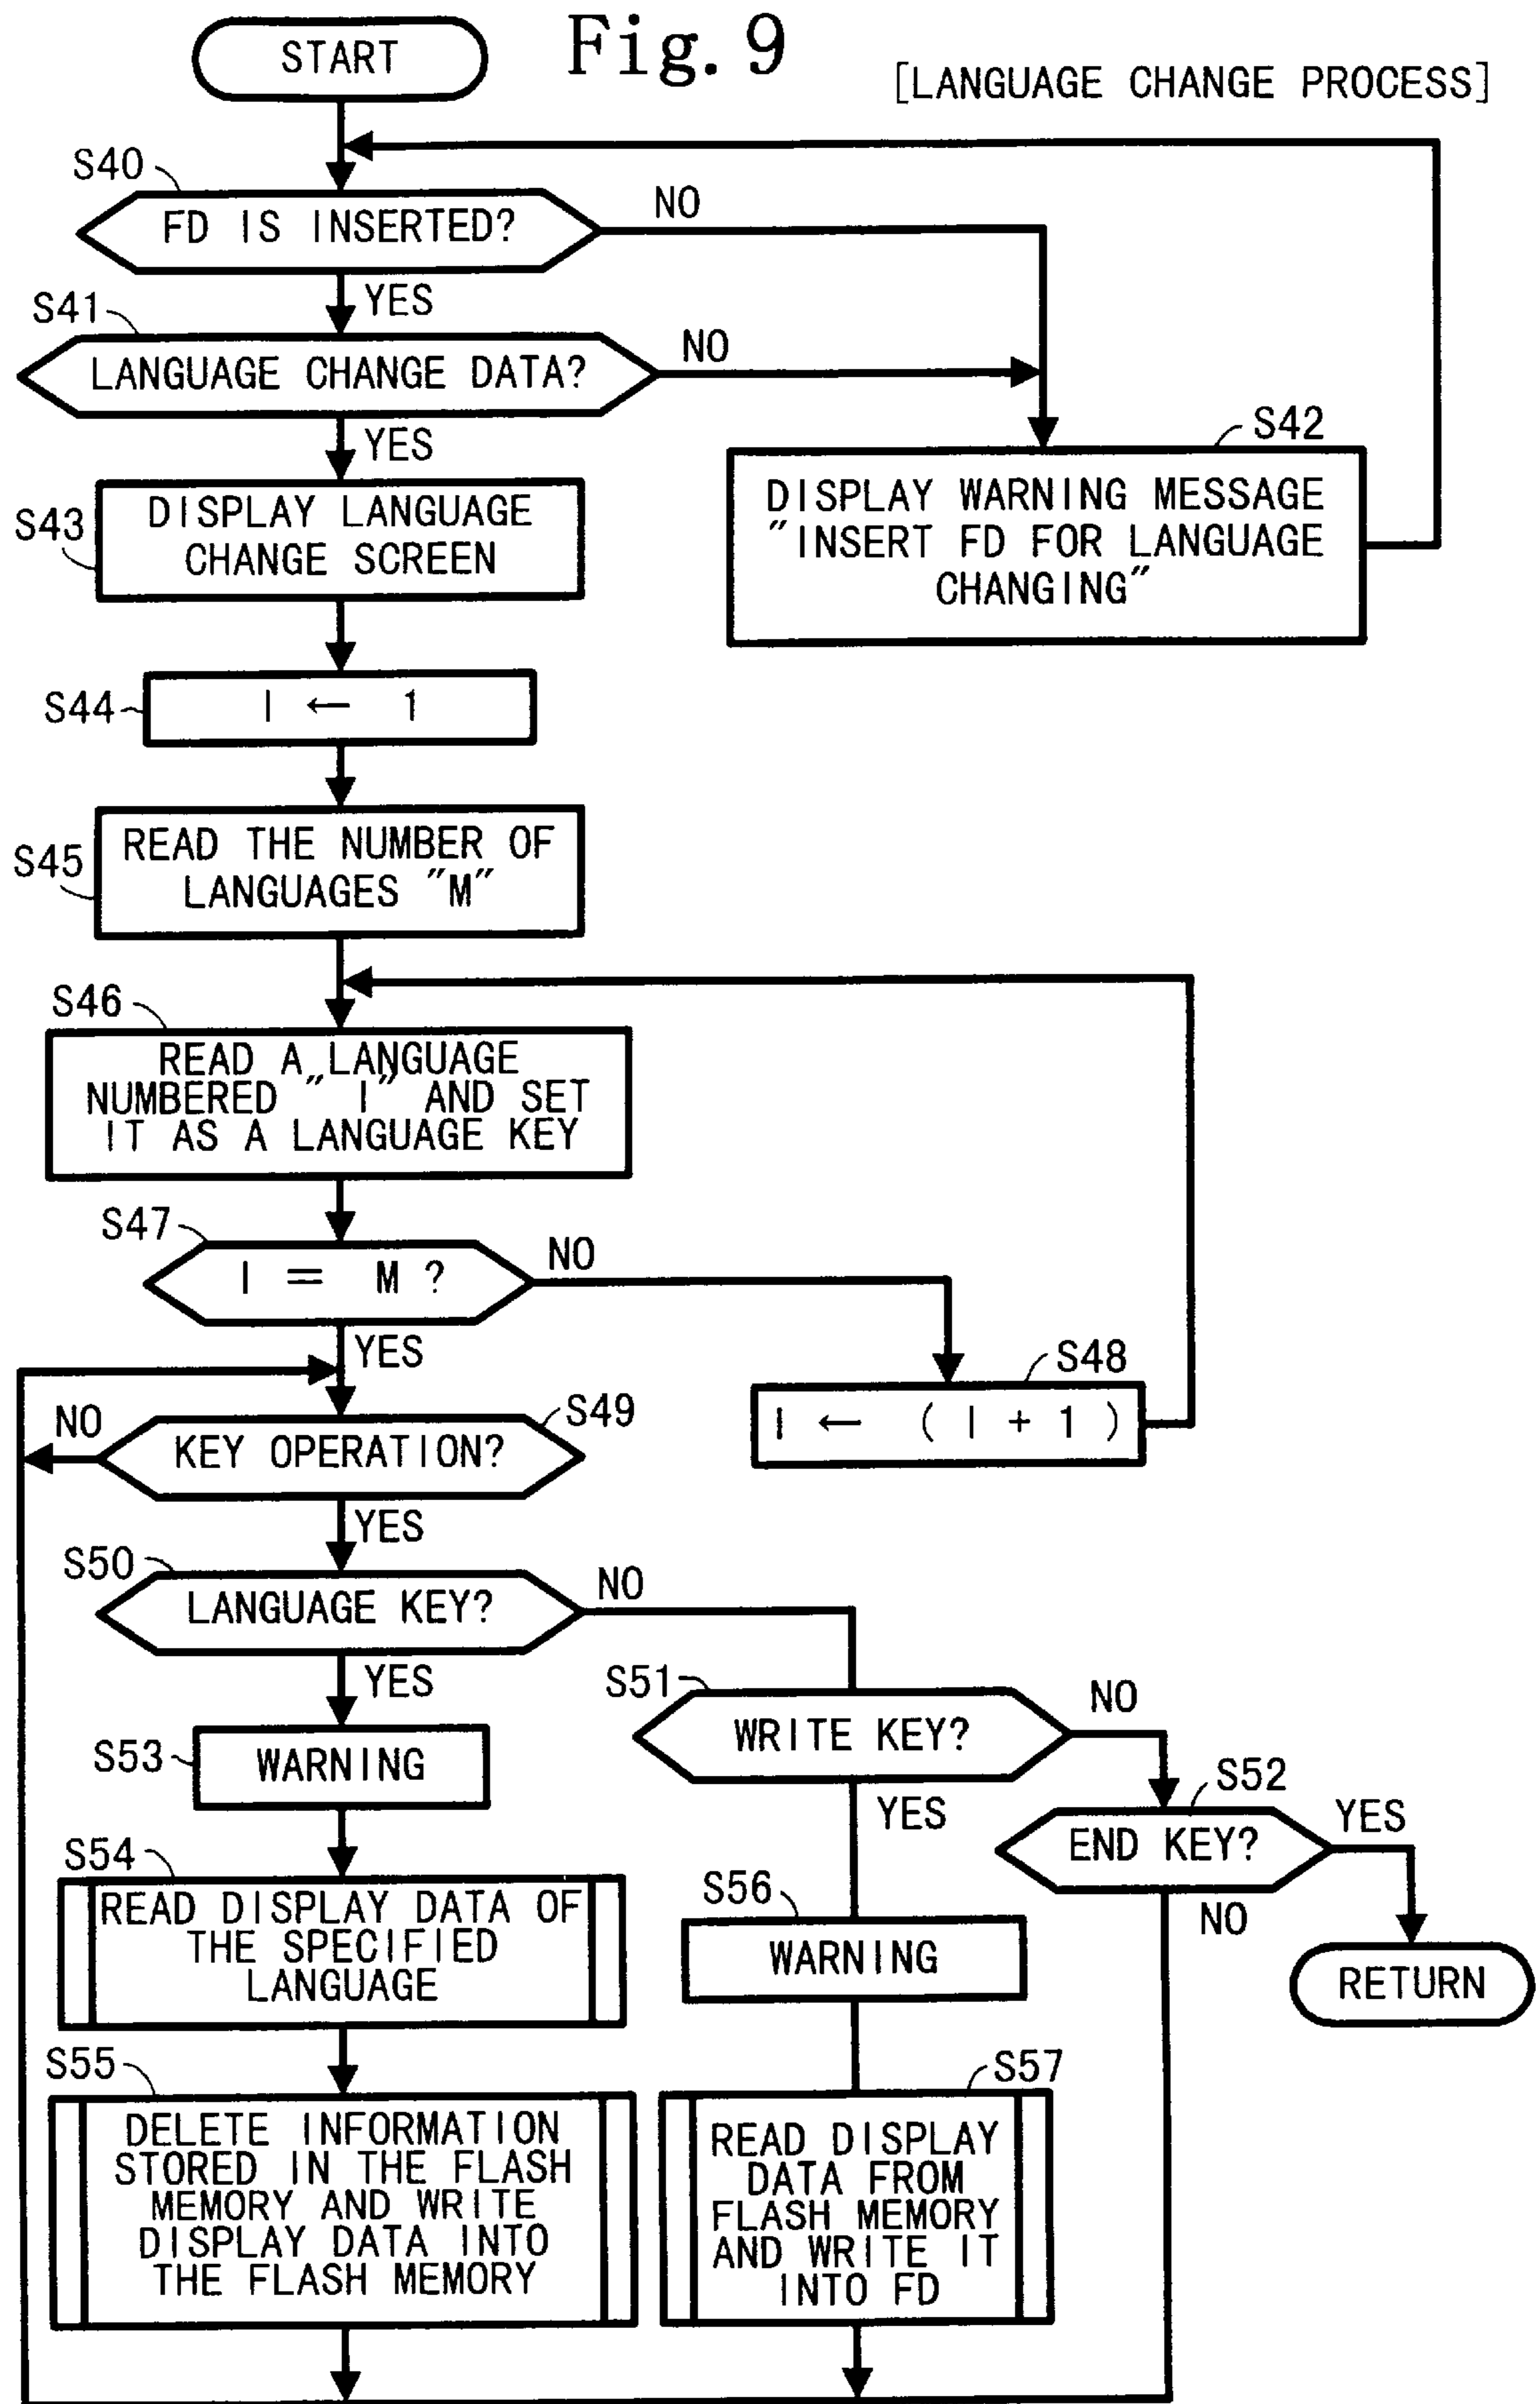 Fig. 9
[LANGUAGE CHANGE PROCESS]
START
S40
FD IS INSERTED?
NO
YES
S41
LANGUAGE CHANGE DATA?
NO
YES
S42
DISPLAY WARNING MESSAGE
"INSERT FD FOR LANGUAGE
CHANGING"
S43
DISPLAY LANGUAGE
CHANGE SCREEN
S44
I ← 1
S45
READ THE NUMBER OF
LANGUAGES "M"
S46
READ A LANGUAGE
NUMBERED "I" AND SET
IT AS A LANGUAGE KEY
S47
I = M ?
NO
YES
S48
I ← ( I + 1 )
S49
KEY OPERATION?
NO
YES
S50
LANGUAGE KEY?
NO
YES
S51
WRITE KEY?
NO
YES
S52
END KEY?
YES
NO
RETURN
S53
WARNING
S54
READ DISPLAY DATA OF
THE SPECIFIED
LANGUAGE
S55
DELETE INFORMATION
STORED IN THE FLASH
MEMORY AND WRITE
DISPLAY DATA INTO
THE FLASH MEMORY
S56
WARNING
S57
READ DISPLAY
DATA FROM
FLASH MEMORY
AND WRITE IT
INTO FD